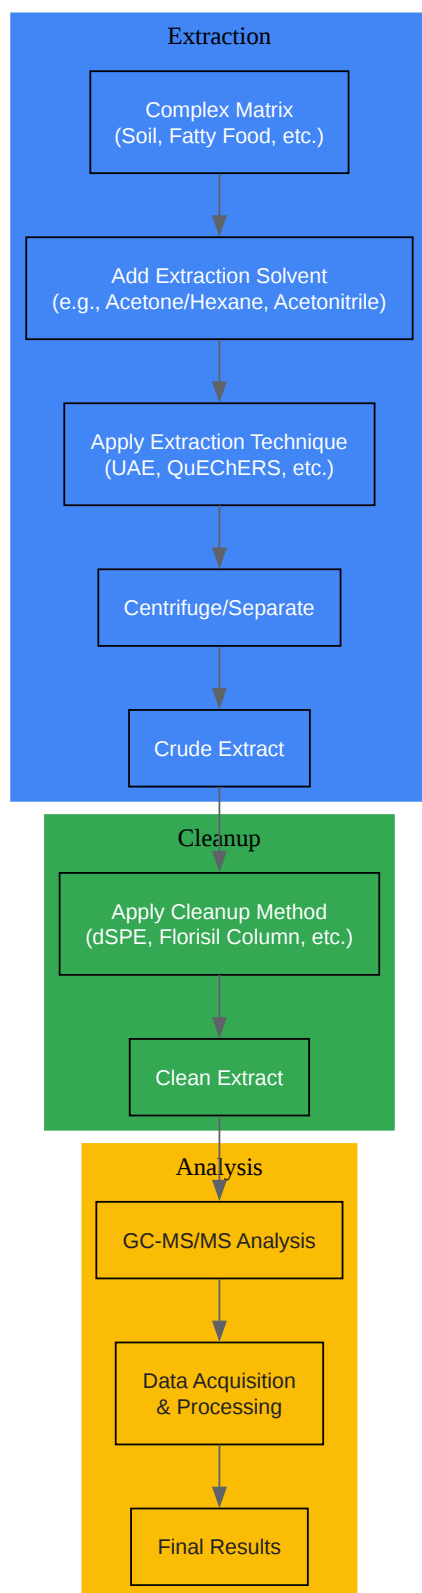 Extraction
Complex Matrix
(Soil, Fatty Food, etc.)
Add Extraction Solvent
(e.g., Acetone/Hexane, Acetonitrile)
Apply Extraction Technique
(UAE, QuEChERS, etc.)
Centrifuge/Separate
Crude Extract
Cleanup
Apply Cleanup Method
(dSPE, Florisil Column, etc.)
Clean Extract
Analysis
GC-MS/MS Analysis
Data Acquisition
& Processing
Final Results